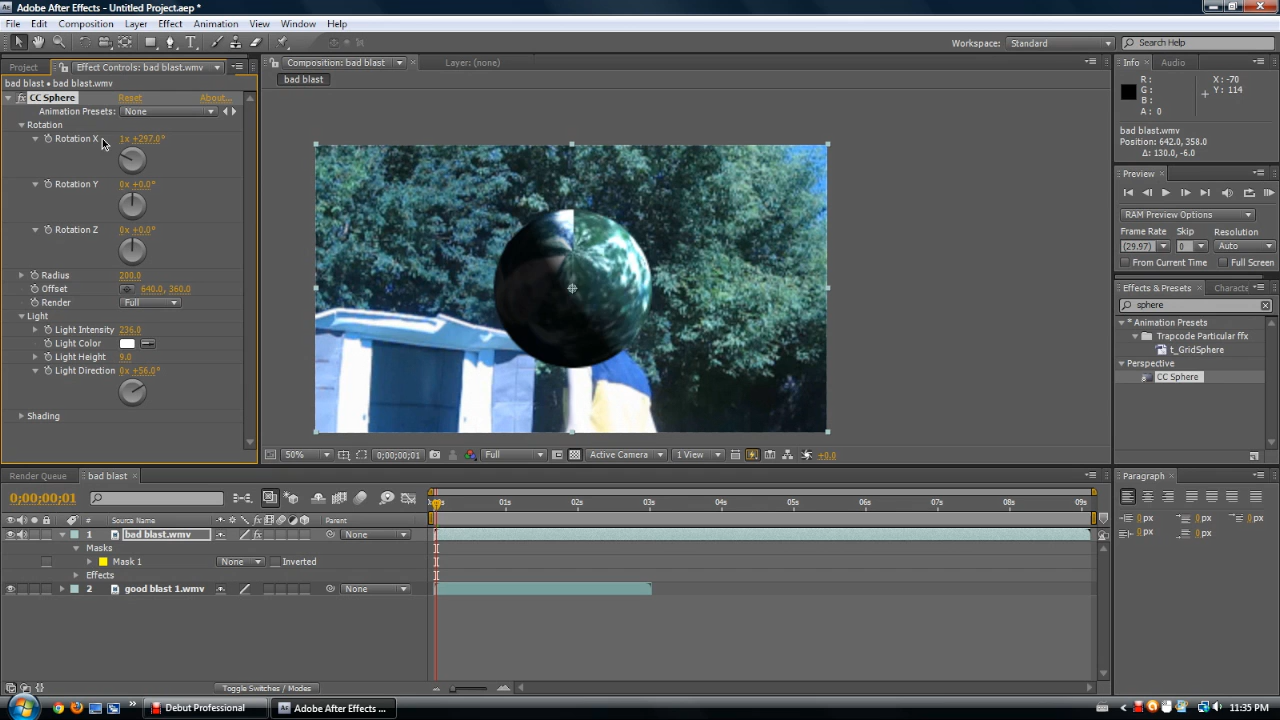 Adobe After Effects - Untitled Project.aep *
File Edit Composition Layer Effect Animation View Window Help
Workspace: Standard Search Help
Project Effect Controls: bad blast.wmv
bad blast • bad blast.wmv
CC Sphere Reset About...
Animation Presets: None
Rotation
Rotation X 1x +297.0°
Rotation Y 0x +0.0°
Rotation Z 0x +0.0°
Radius 200.0
Offset 640.0, 360.0
Render Full
Light
Light Intensity 236.0
Light Color
Light Height 9.0
Light Direction 0x +56.0°
Shading
Composition: bad blast Layer: (none)
bad blast
50% 0;00;00;01 Full Active Camera 1 View +0.0
Info Audio
R: X: -70
G: Y: 114
B:
A: 0
bad blast.wmv
Position: 642.0, 358.0
Δ: 130.0, -6.0
Preview
RAM Preview Options
Frame Rate Skip Resolution
(29.97) 0 Auto
From Current Time Full Screen
Effects & Presets Characte
sphere
* Animation Presets
Trapcode Particular ffx
t_GridSphere
Perspective
CC Sphere
Render Queue bad blast
0;00;00;01
01s 02s 03s 04s 05s 06s 07s 08s 09s
# Source Name Parent
1 bad blast.wmv None
Masks
Mask 1 None Inverted
Effects
2 good blast 1.wmv None
Toggle Switches / Modes
Paragraph
0 px 0 px 0 px
0 px 0 px
Debut Professional Adobe After Effects ... 11:35 PM